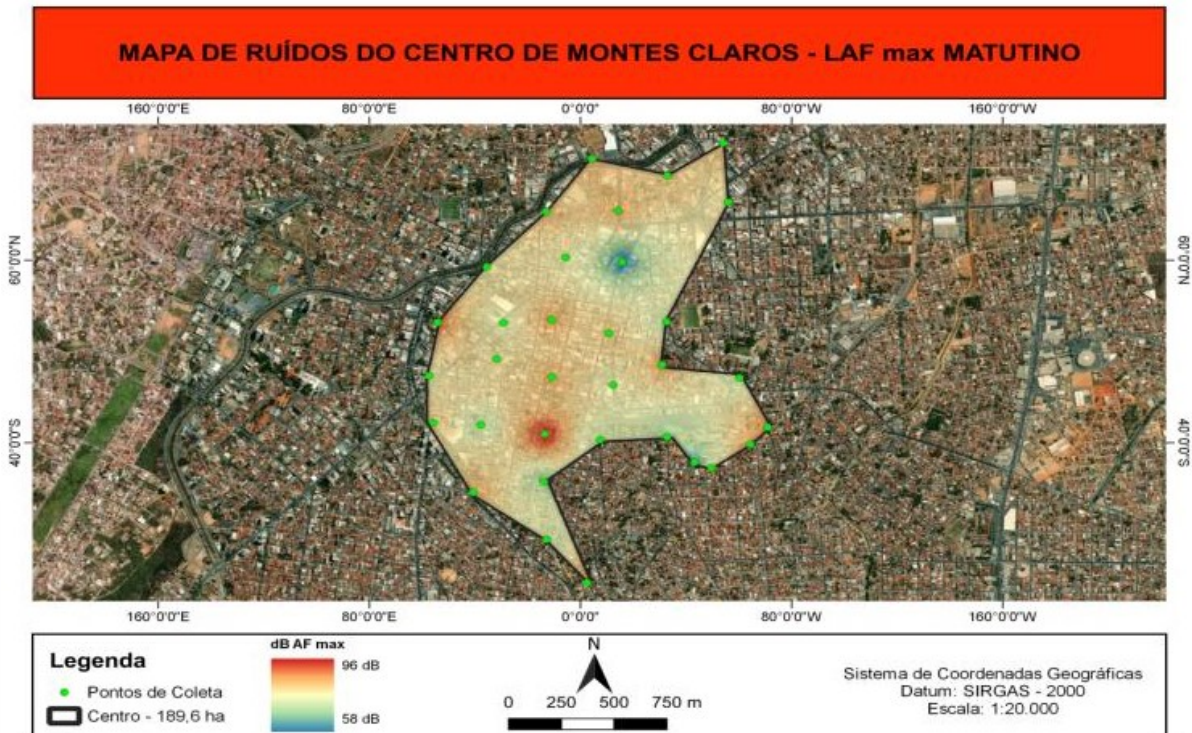 MAPA DE RUÍDOS DO CENTRO DE MONTES CLAROS - LAF max MATUTINO
160°0'0"E 80°0'0"E 0°0'0" 80°0'0"W 160°0'0"W
60°0'0"N 60°0'0"N
40°0'0"S 40°0'0"S
160°0'0"E 80°0'0"E 0°0'0" 80°0'0"W 160°0'0"W
Legenda
Pontos de Coleta
Centro - 189,6 ha
dB AF max
96 dB
58 dB
N
0 250 500 750 m
Sistema de Coordenadas Geográficas
Datum: SIRGAS - 2000
Escala: 1:20.000